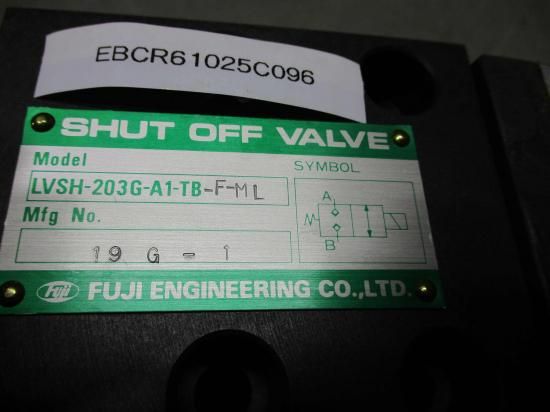 EBCR61025C096
SHUT OFF VALVE
Model
LVSH-203G-A1-TB-F-ML
Mfg No.
19 G - 1
SYMBOL
A
B
Fuji FUJI ENGINEERING CO.,LTD.